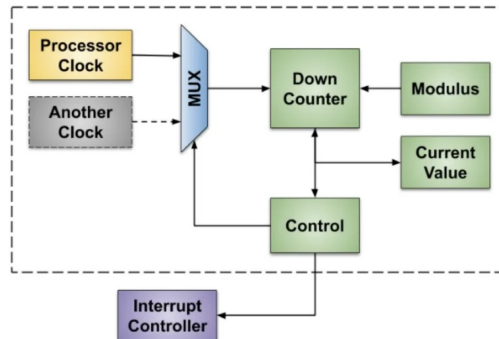 Processor
Clock
Another
Clock
MUX
Down
Counter
Modulus
Current
Value
Control
Interrupt
Controller